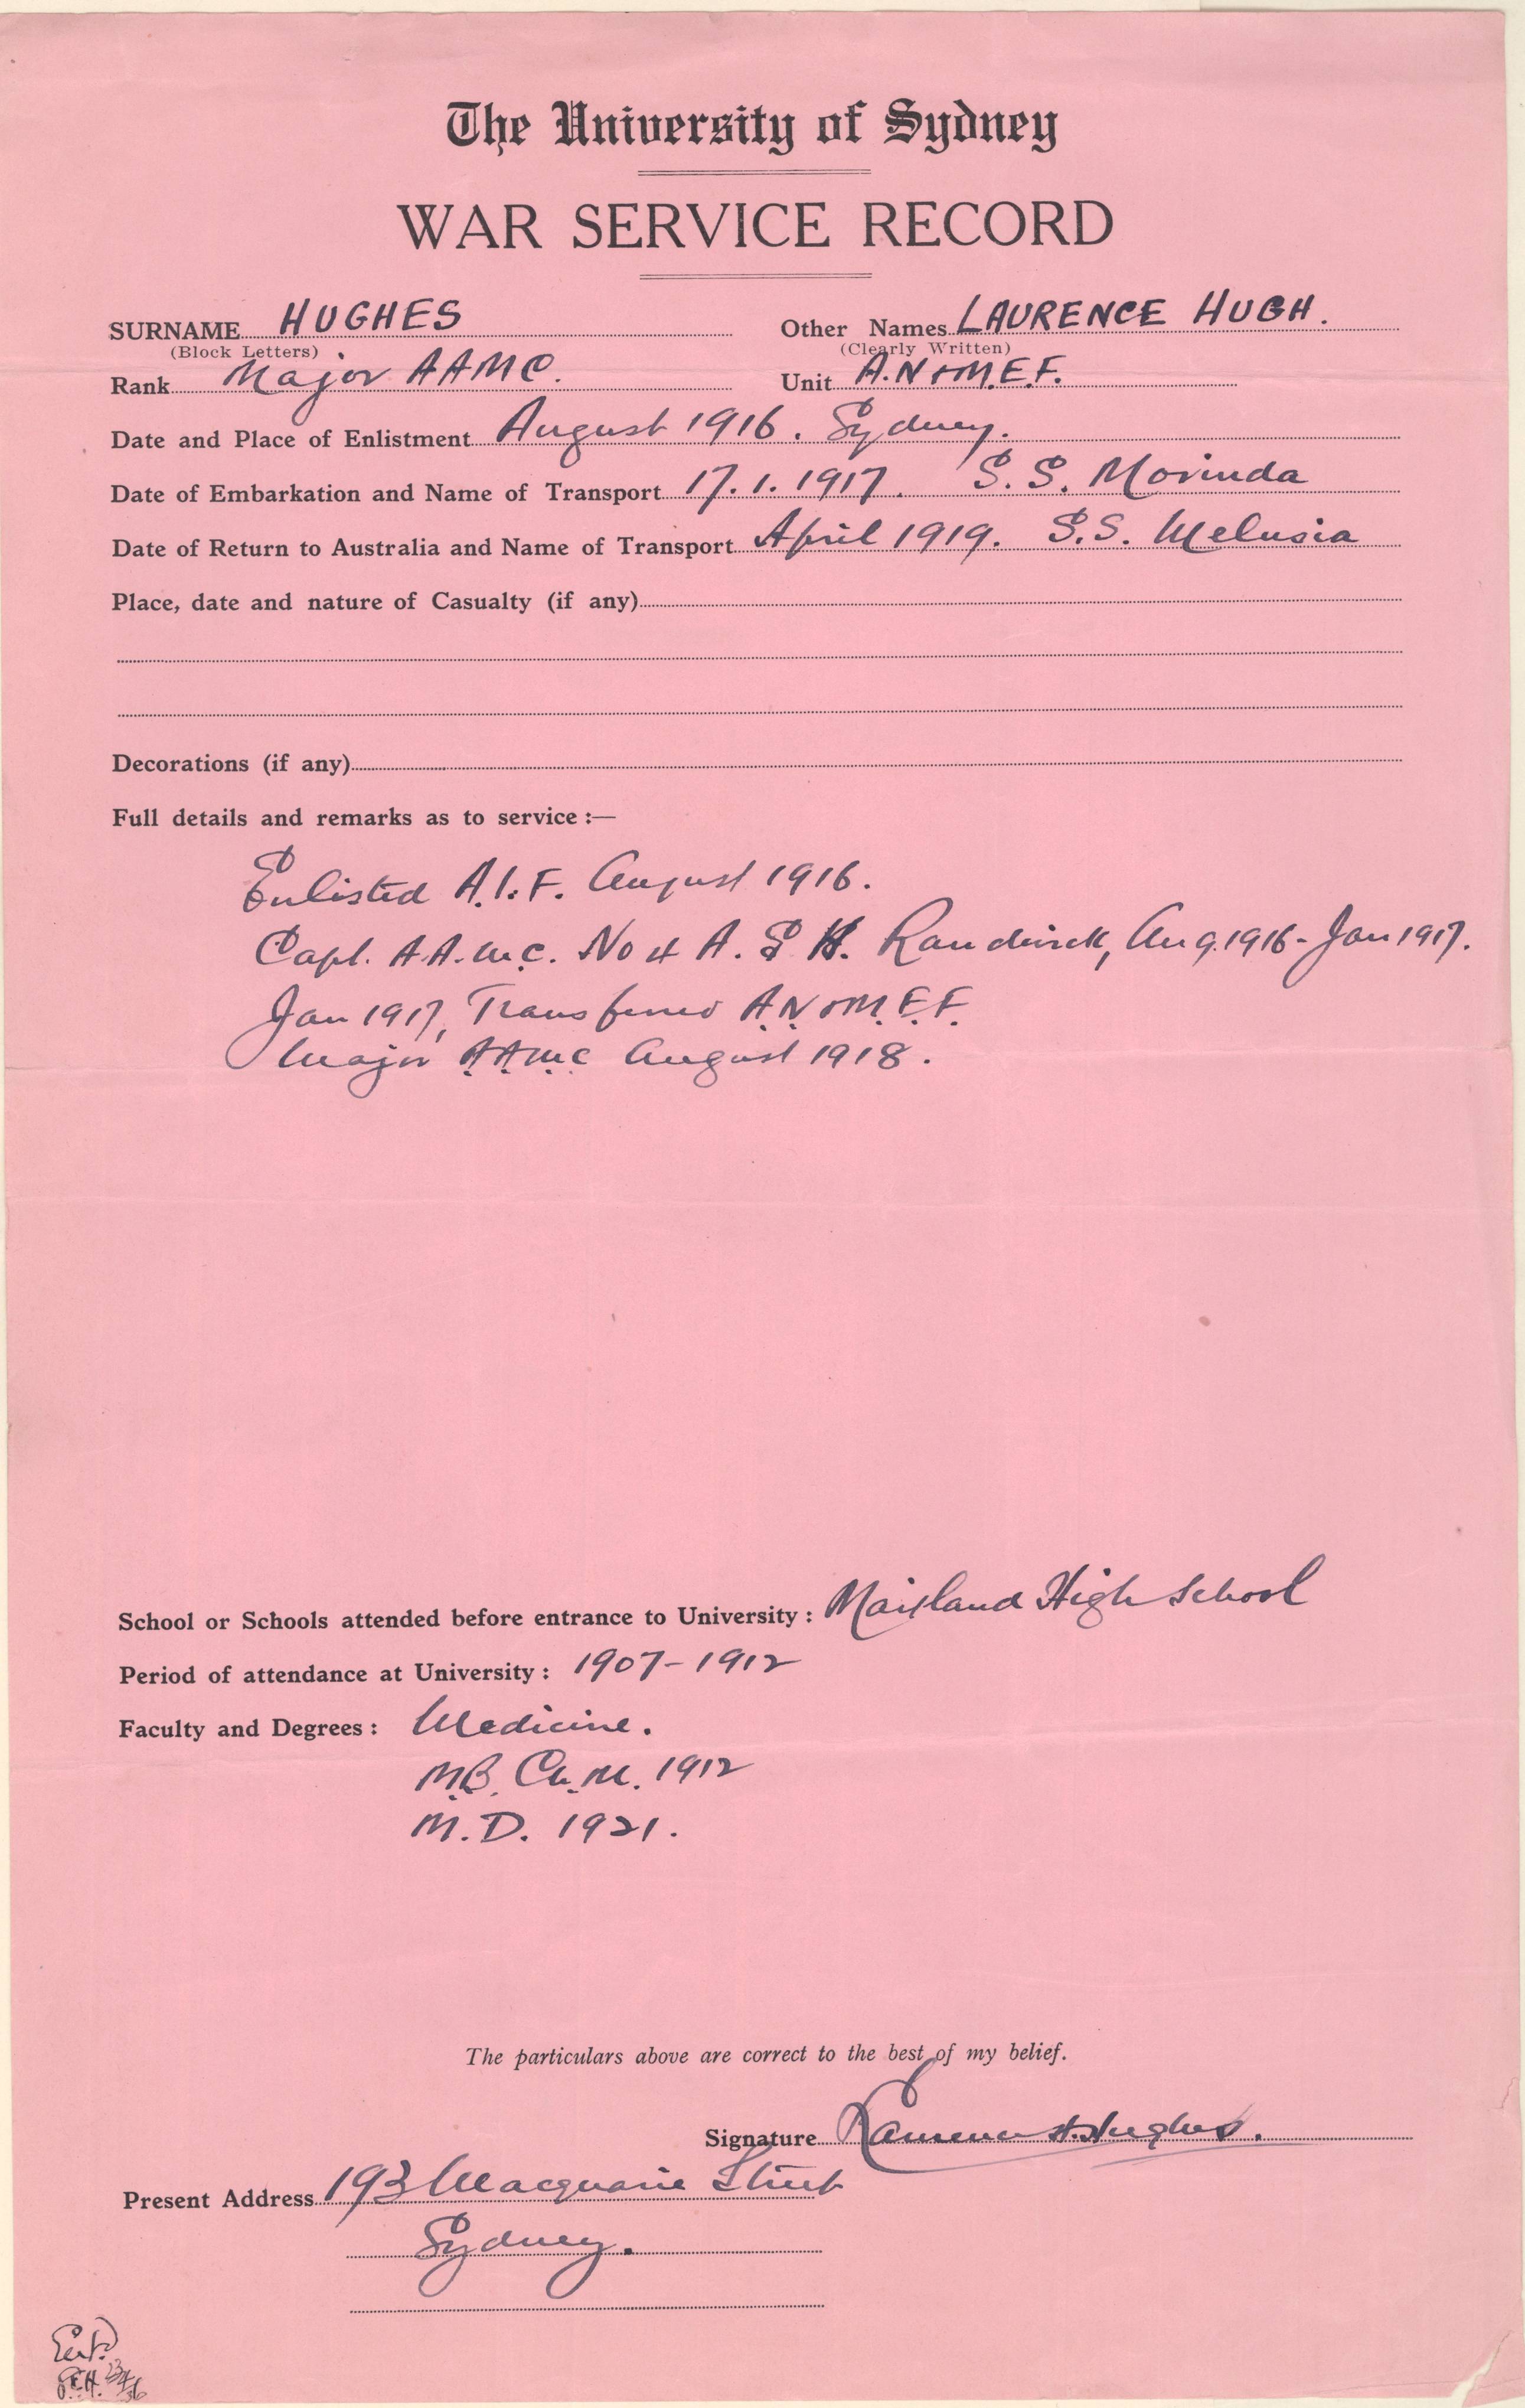 The University of Sydney
WAR SERVICE RECORD
SURNAME HUGHES Other Names LAURENCE HUGH.
(Block Letters) (Clearly Written)
Rank Major AAMC. Unit A.N & M.E.F.
Date and Place of Enlistment August 1916. Sydney.
Date of Embarkation and Name of Transport 17.1.1917. S.S. Morinda
Date of Return to Australia and Name of Transport April 1919. S.S. Melusia
Place, date and nature of Casualty (if any)
Decorations (if any)
Full details and remarks as to service:—
Enlisted A.I.F. August 1916.
Capt. A.A.M.C. No 4 A. G H. Randwick, Aug. 1916 - Jan 1917.
Jan 1917, Transferred A.N & M.E.F.
Major A.A.M.C August 1918.
School or Schools attended before entrance to University: Maitland High School
Period of attendance at University: 1907-1912
Faculty and Degrees: Medicine.
M.B. Ch.M. 1912
M.D. 1921.
The particulars above are correct to the best of my belief.
Signature Laurence H. Hughes.
Present Address 193 Macquarie Street
Sydney.